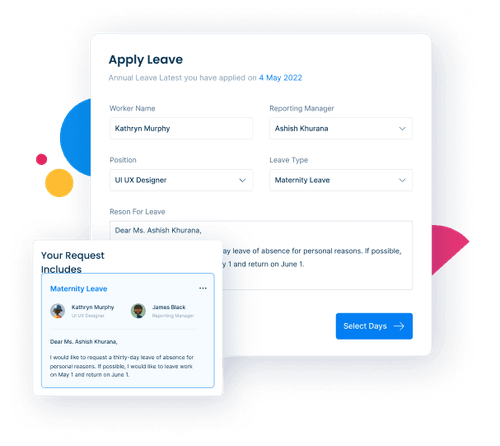 Apply Leave
Annual Leave Latest you have applied on 4 May 2022
Worker Name
Reporting Manager
Kathryn Murphy
Ashish Khurana
Position
Leave Type
UI UX Designer
Maternity Leave
Reson For Leave
Dear Ms. Ashish Khurana,
day leave of absence for personal reasons. If possible,
1 and return on June 1.
Select Days
Your Request
Includes
Maternity Leave
Kathryn Murphy
UI UX Designer
James Black
Reporting Manager
Dear Ms. Ashish Khurana,
I would like to request a thirty-day leave of absence for
personal reasons. If possible, I would like to leave work
on May 1 and return on June 1.